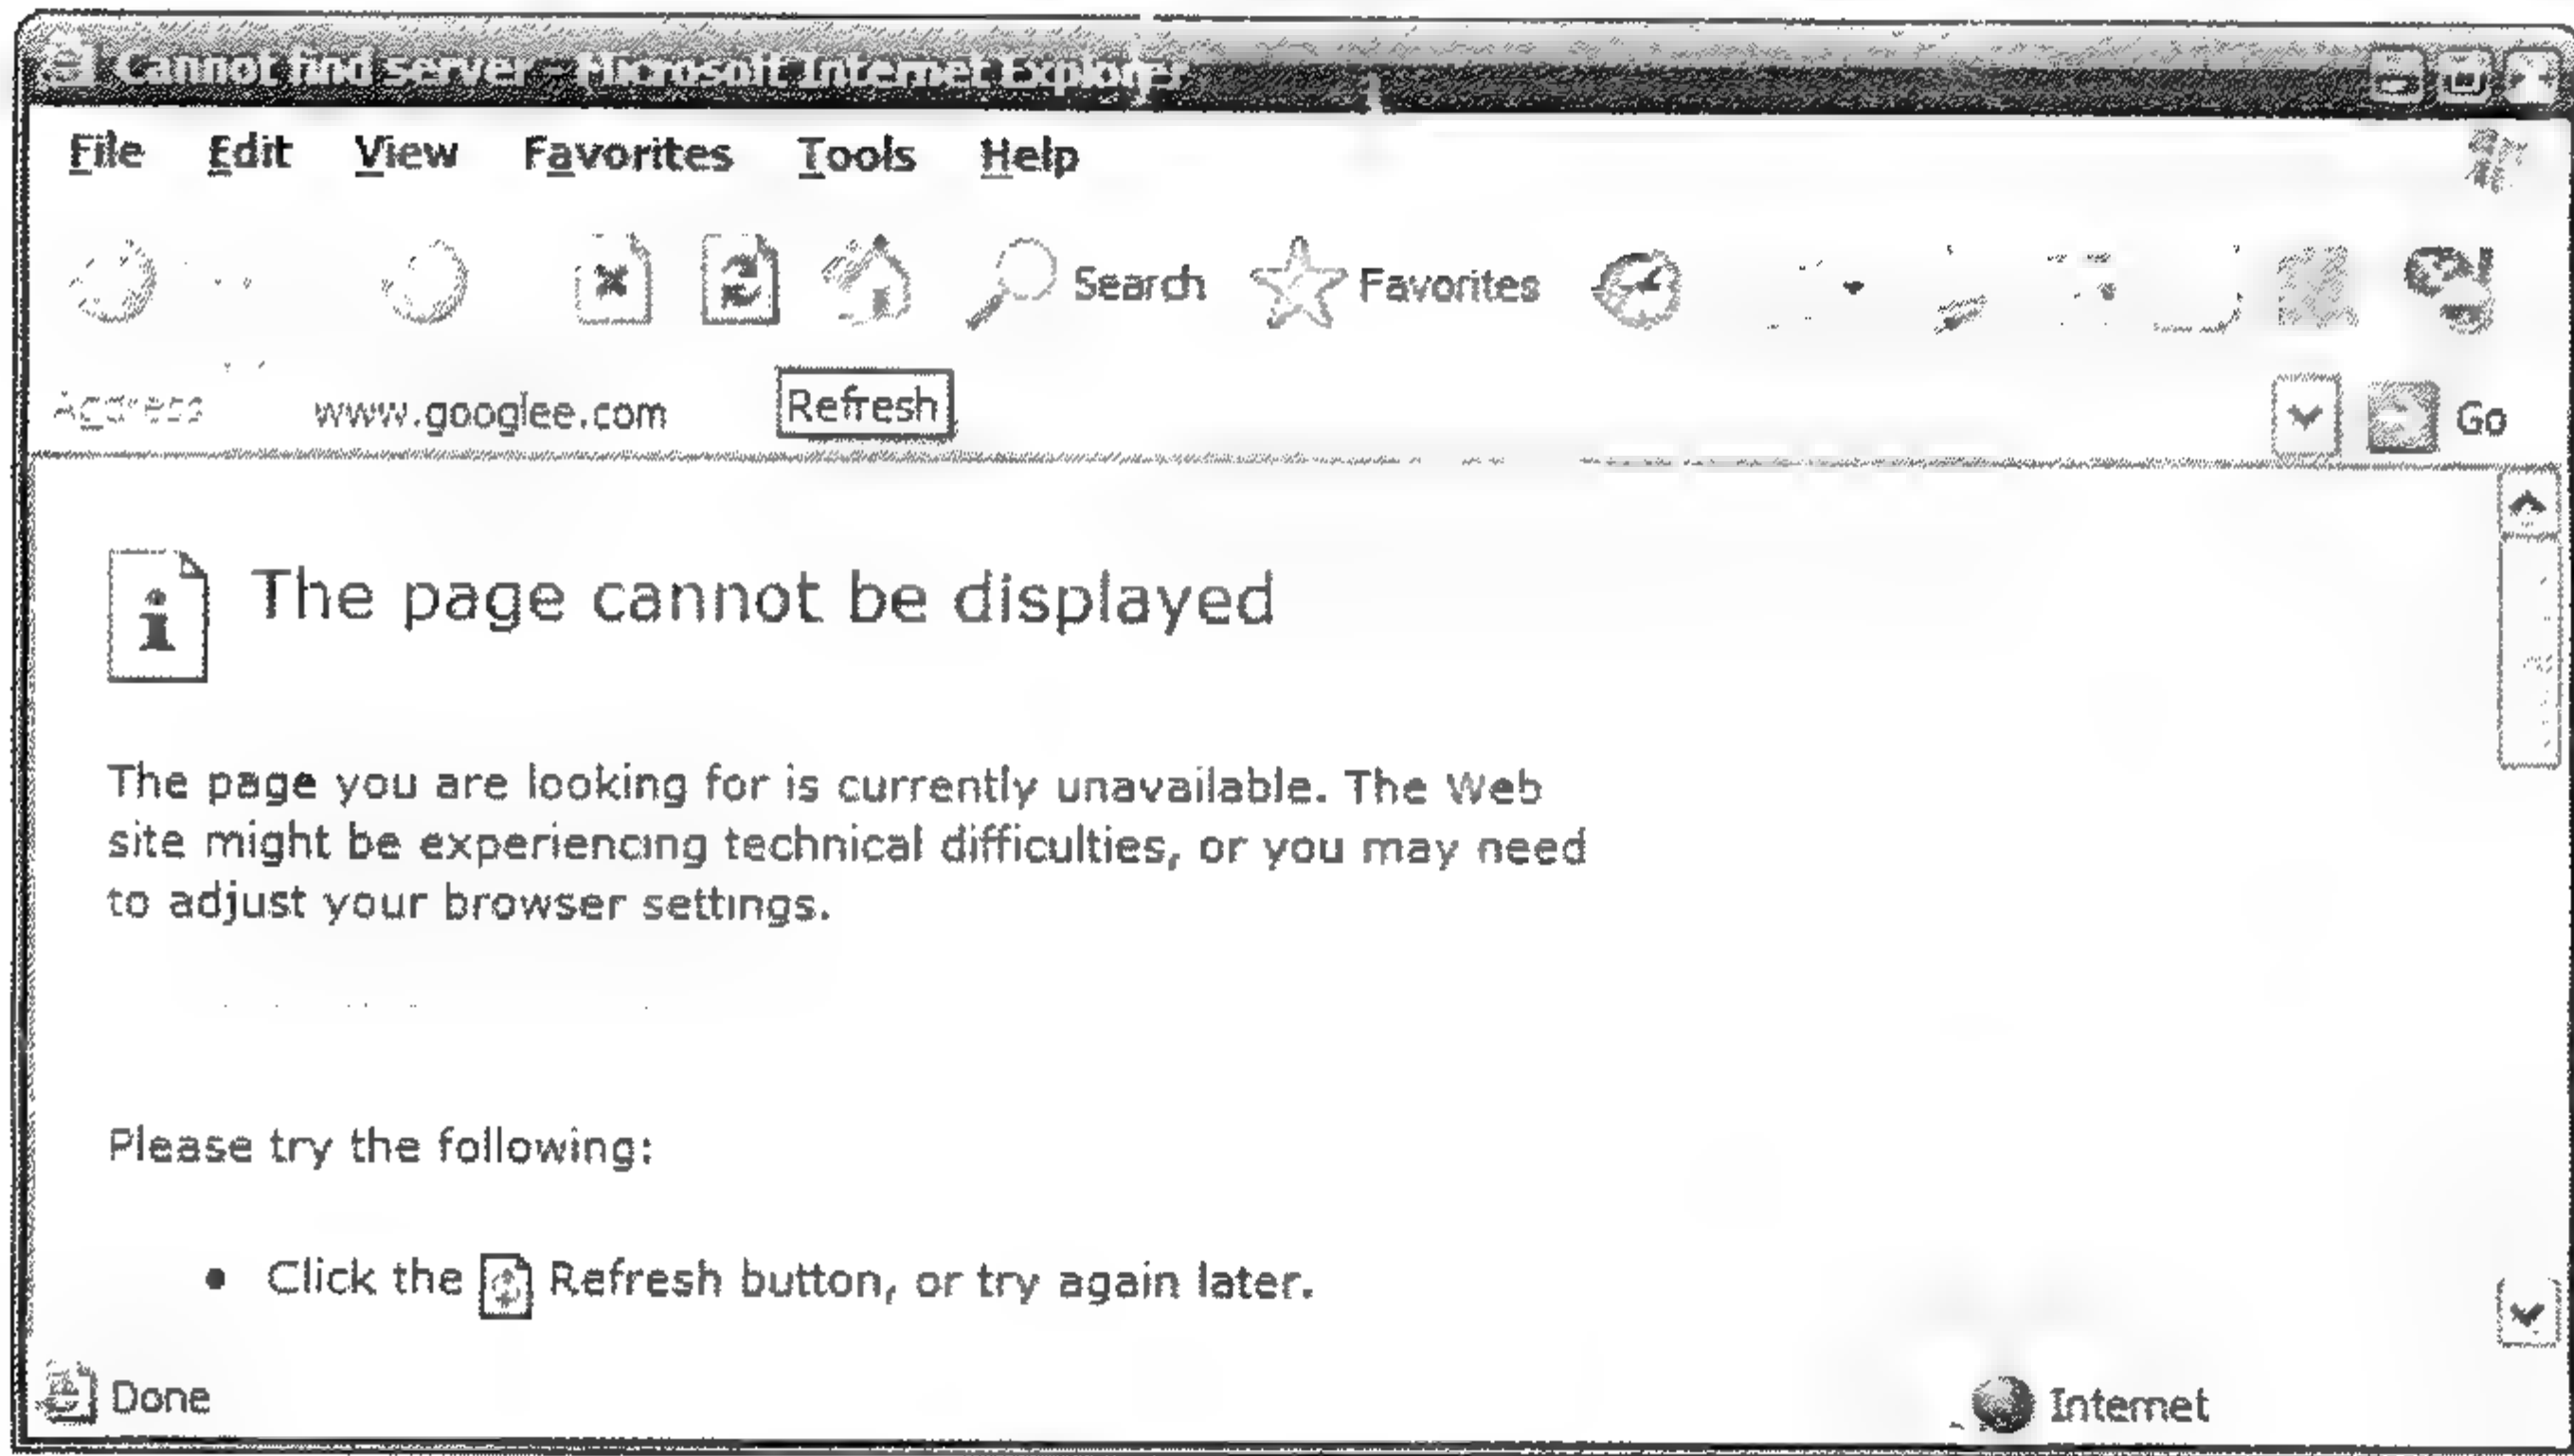 Cannot find server - Microsoft Internet Explorer
File Edit View Favorites Tools Help
Search Favorites
Address www.googlee.com Refresh Go
The page cannot be displayed
The page you are looking for is currently unavailable. The Web
site might be experiencing technical difficulties, or you may need
to adjust your browser settings.
Please try the following:
• Click the Refresh button, or try again later.
Done Internet